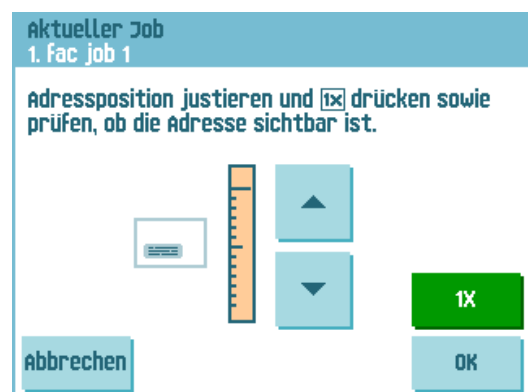 Aktueller Job
1. Fac job 1
Adressposition justieren und 1x drücken sowie
prüfen, ob die Adresse sichtbar ist.
1X
Abbrechen
OK